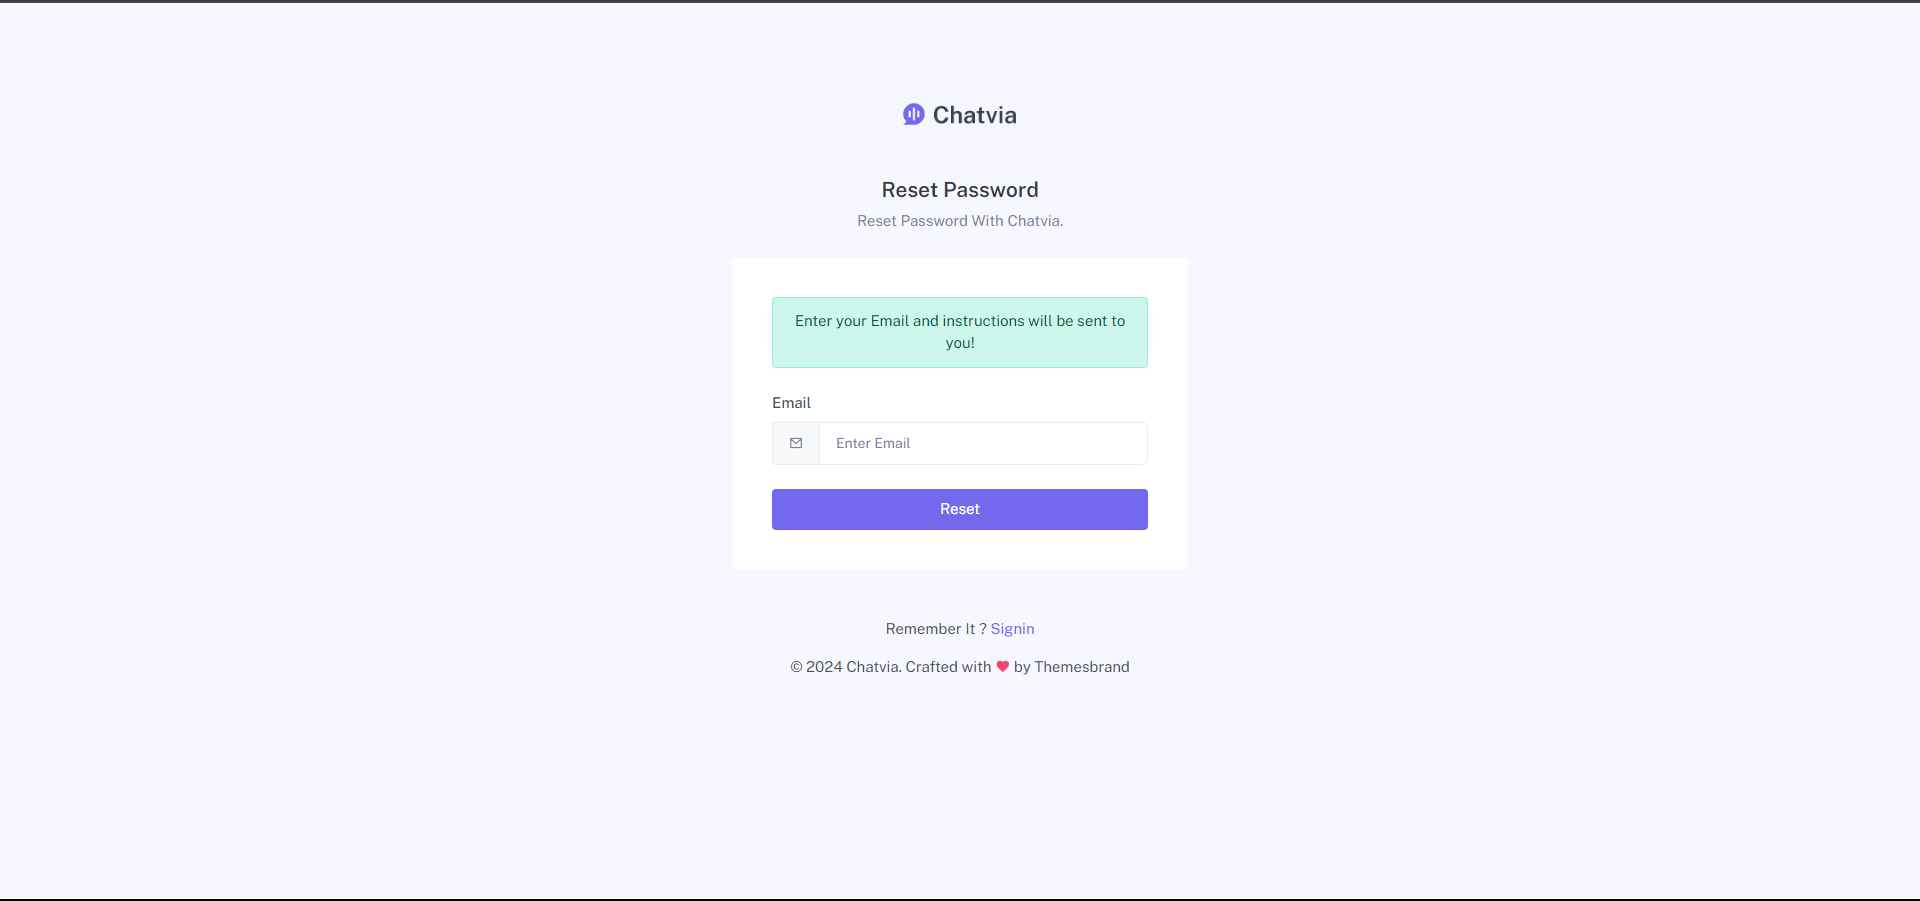 Chatvia
Reset Password
Reset Password With Chatvia.
Enter your Email and instructions will be sent to
you!
Email
Enter Email
Reset
Remember It ? Signin
© 2024 Chatvia. Crafted with ❤ by Themesbrand